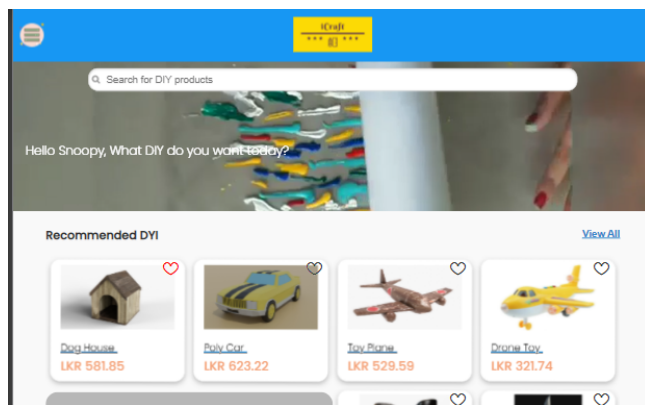 iCraft
Search for DIY products
Hello Snoopy, What DIY do you want today?
Recommended DYI
View All
Dog House
LKR 581.85
Poly Car
LKR 623.22
Toy Plane
LKR 529.59
Drone Toy
LKR 321.74